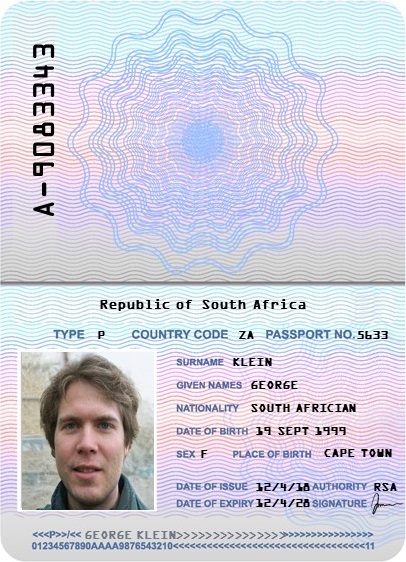 A-9083343
Republic of South Africa
TYPE P COUNTRY CODE ZA PASSPORT NO. 5633
SURNAME KLEIN
GIVEN NAMES GEORGE
NATIONALITY SOUTH AFRICIAN
DATE OF BIRTH 19 SEPT 1999
SEX F PLACE OF BIRTH CAPE TOWN
DATE OF ISSUE 12/4/18 AUTHORITY RSA
DATE OF EXPIRY 12/4/28 SIGNATURE
<<<P>>/<< GEORGE KLEIN>>>>>>>>>>>>>>>>>>>>>>>>>>>>>>
01234567890AAAA9876543210<<<<<<<<<<<<<<<<<<<<<<<<<<<<<<<<<<<11